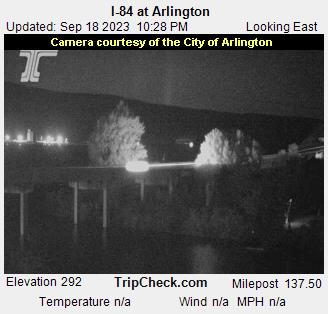 I-84 at Arlington
Updated: Sep 18 2023 10:28 PM Looking East
Camera courtesy of the City of Arlington
Elevation 292 TripCheck.com Milepost 137.50
Temperature n/a Wind n/a MPH n/a